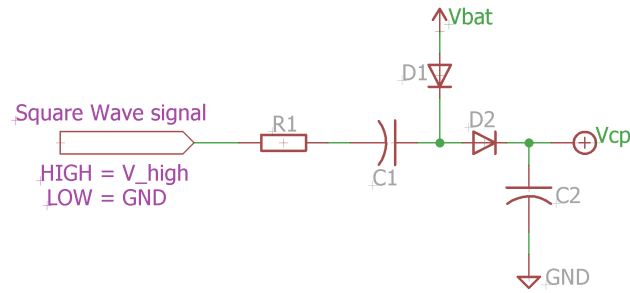 Vbat
D1
Square Wave signal
R1
D2
Vcp
HIGH = V_high
C1
LOW = GND
C2
GND